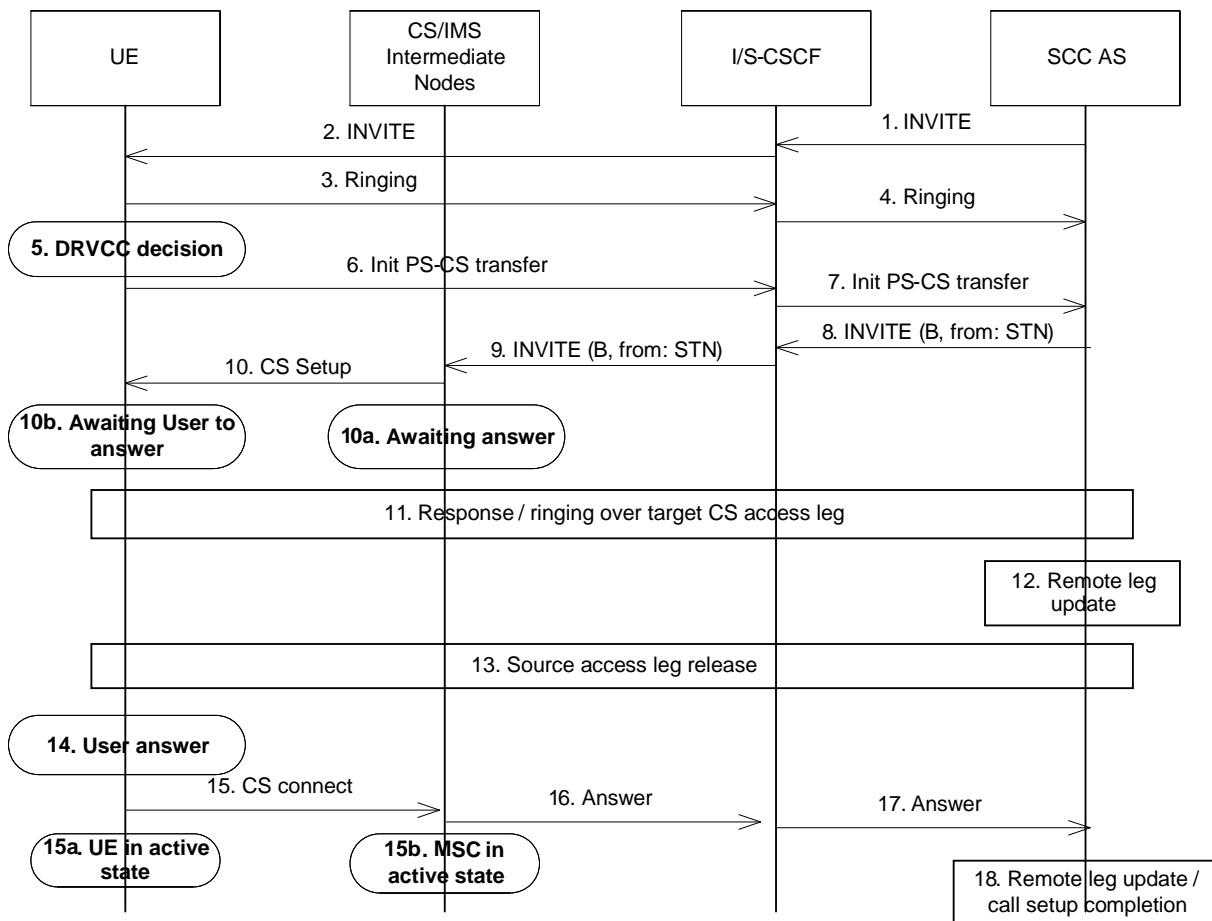 UE
CS/IMS
Intermediate
Nodes
I/S-CSCF
SCC AS
1. INVITE
2. INVITE
3. Ringing
4. Ringing
5. DRVCC decision
6. Init PS-CS transfer
7. Init PS-CS transfer
8. INVITE (B, from: STN)
9. INVITE (B, from: STN)
10. CS Setup
10b. Awaiting User to
answer
10a. Awaiting answer
11. Response / ringing over target CS access leg
12. Remote leg
update
13. Source access leg release
14. User answer
15. CS connect
16. Answer
17. Answer
15a. UE in active
state
15b. MSC in
active state
18. Remote leg update /
call setup completion